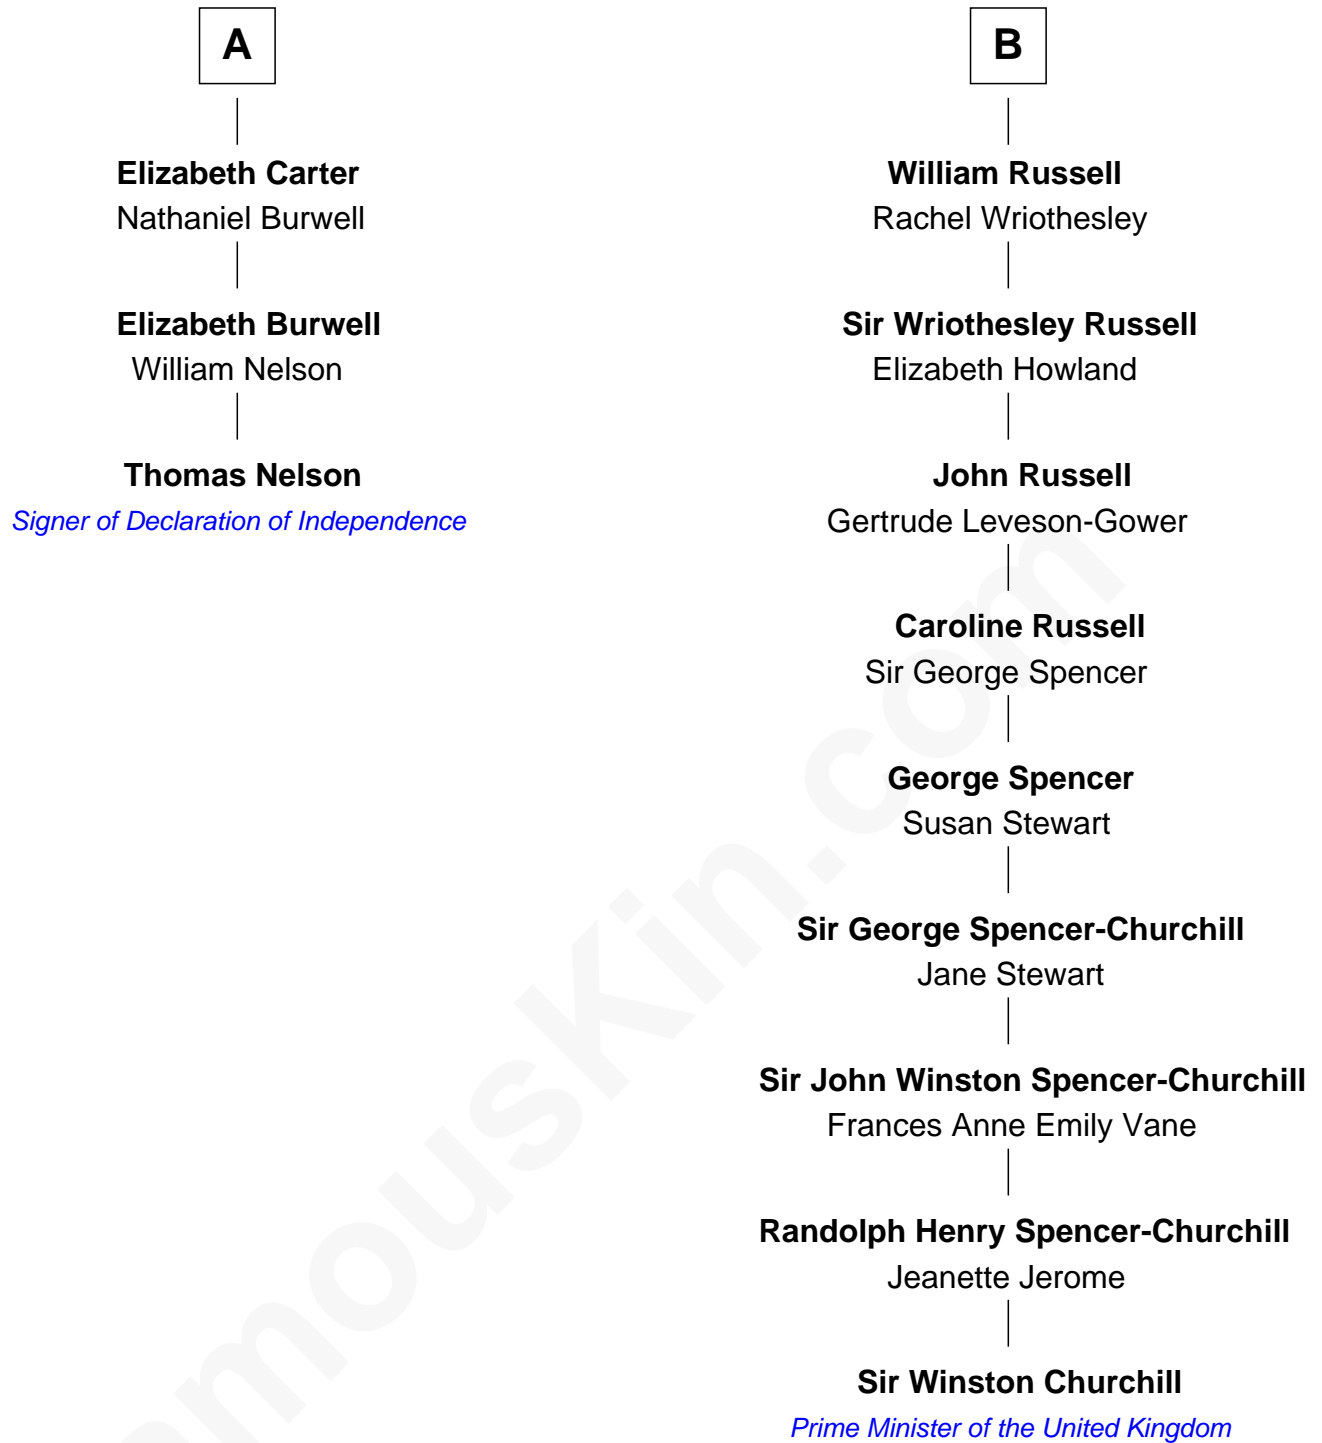 A
Elizabeth Carter
Nathaniel Burwell
Elizabeth Burwell
William Nelson
Thomas Nelson
Signer of Declaration of Independence
B
William Russell
Rachel Wriothesley
Sir Wriothesley Russell
Elizabeth Howland
John Russell
Gertrude Leveson-Gower
Caroline Russell
Sir George Spencer
George Spencer
Susan Stewart
Sir George Spencer-Churchill
Jane Stewart
Sir John Winston Spencer-Churchill
Frances Anne Emily Vane
Randolph Henry Spencer-Churchill
Jeanette Jerome
Sir Winston Churchill
Prime Minister of the United Kingdom
amouskin.com